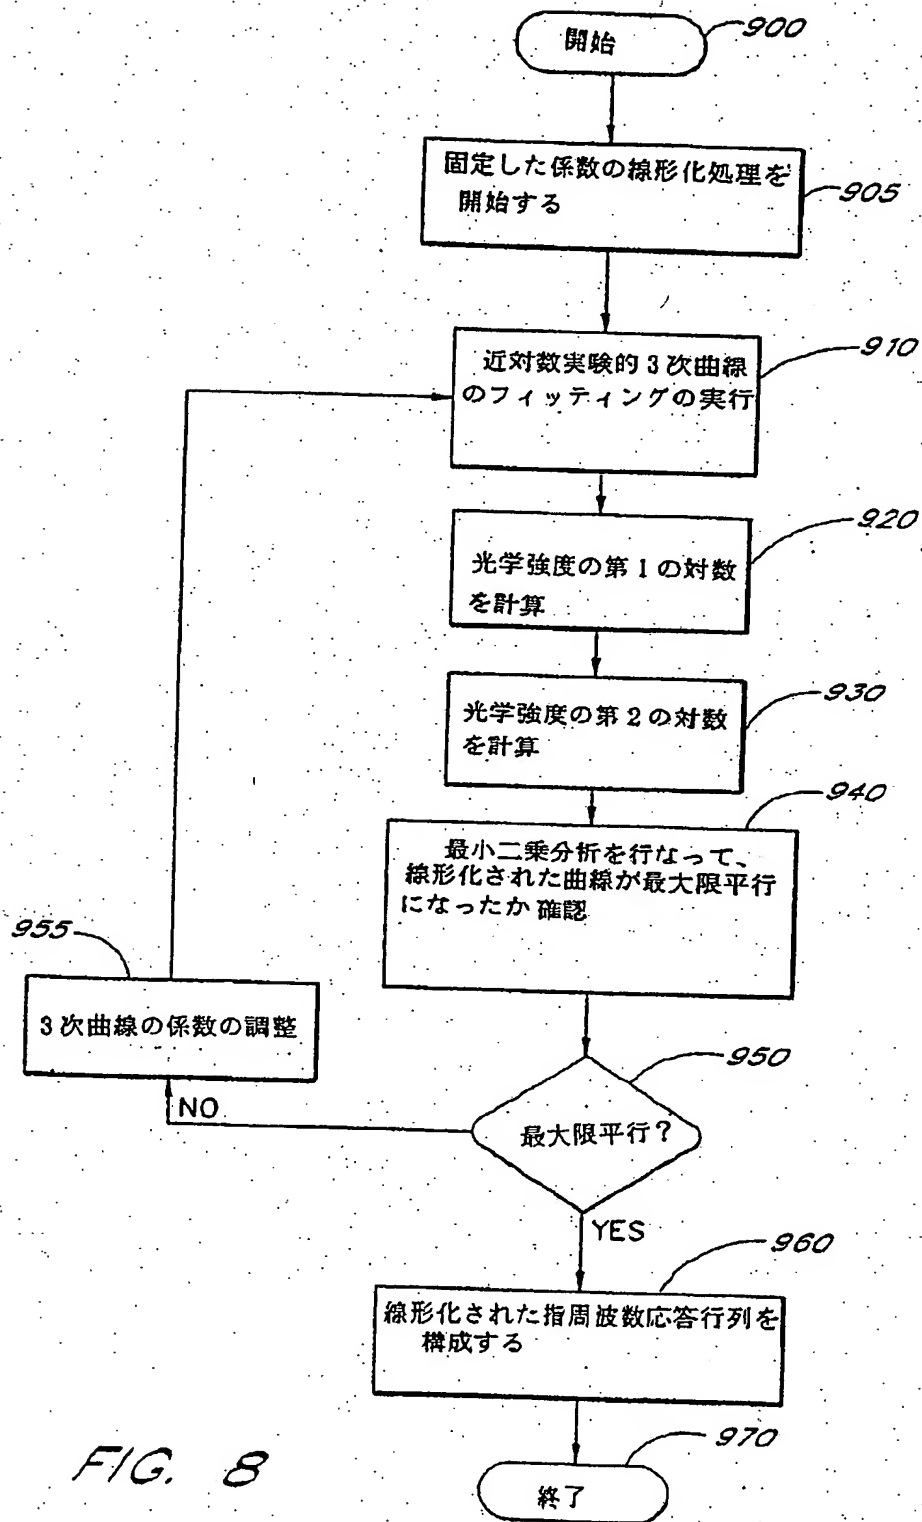 開始
900
固定した係数の線形化処理を
開始する
905
近対数実験的3次曲線
のフィッティングの実行
910
光学強度の第1の対数
を計算
920
光学強度の第2の対数
を計算
930
最小二乗分析を行なって、
線形化された曲線が最大限平行
になったか確認
940
955
3次曲線の係数の調整
950
NO
最大限平行?
YES
960
線形化された指周波数応答行列を
構成する
970
終了
FIG. 8